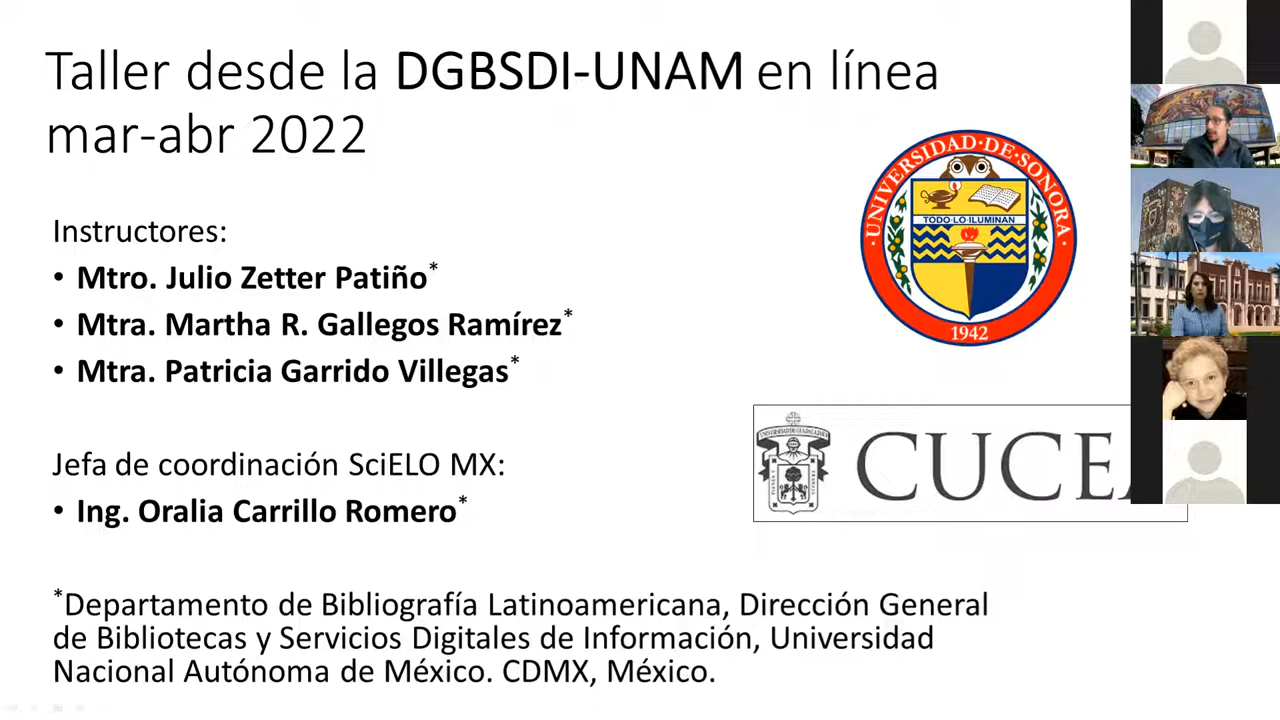 Taller desde la DGBSDI-UNAM en línea
mar-abr 2022
Instructores:
• Mtro. Julio Zetter Patiño*
• Mtra. Martha R. Gallegos Ramírez*
• Mtra. Patricia Garrido Villegas*
Jefa de coordinación SciELO MX:
• Ing. Oralia Carrillo Romero*
*Departamento de Bibliografía Latinoamericana, Dirección General
de Bibliotecas y Servicios Digitales de Información, Universidad
Nacional Autónoma de México. CDMX, México.
UNIVERSIDAD·DE·SONORA
TODO·LO·ILUMINAN
1942
UNIVERSIDAD DE GUADALAJARA
CUCEA